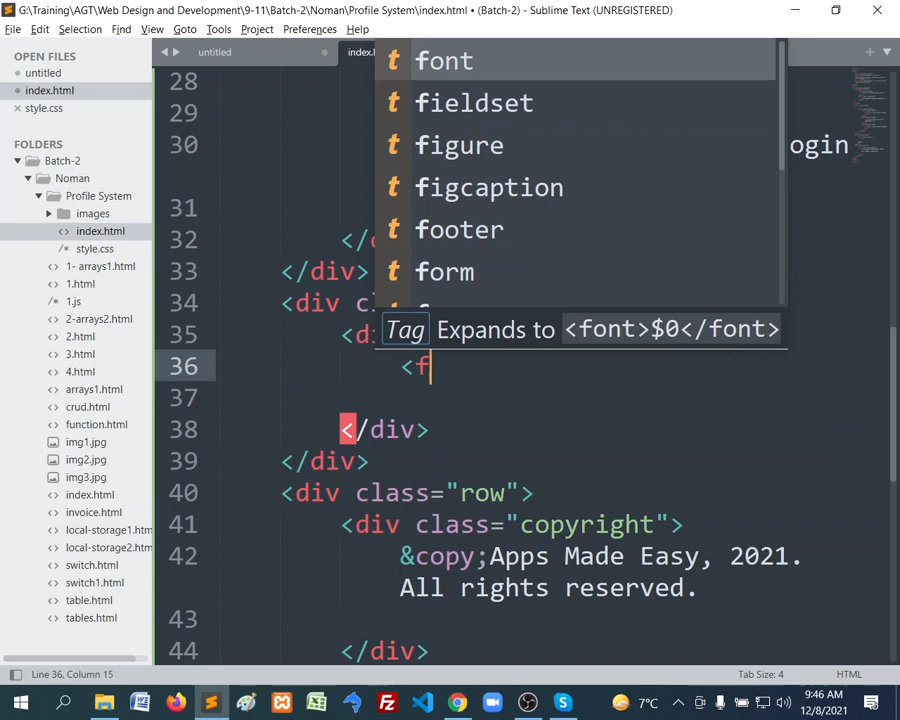 G:\Training\AGT\Web Design and Development\9-11\Batch-2\Noman\Profile System\index.html • (Batch-2) - Sublime Text (UNREGISTERED)
File Edit Selection Find View Goto Tools Project Preferences Help
OPEN FILES
untitled
index.html
style.css
FOLDERS
Batch-2
Noman
Profile System
images
index.html
style.css
1- arrays1.html
1.html
1.js
2-arrays2.html
2.html
3.html
4.html
arrays1.html
crud.html
function.html
img1.jpg
img2.jpg
img3.jpg
index.html
invoice.html
local-storage1.htm
local-storage2.htm
switch.html
switch1.html
table.html
tables.html
untitled
index.
t font
t fieldset
t figure
t figcaption
t footer
t form
Tag Expands to <font>$0</font>
28
29
30 ogin
31
32 </d
33 </div>
34 <div c
35 <d
36 <f
37
38 </div>
39 </div>
40 <div class="row">
41 <div class="copyright">
42 &copy;Apps Made Easy, 2021.
All rights reserved.
43
44 </div>
Line 36, Column 15
Tab Size: 4 HTML
7°C
9:46 AM
12/8/2021